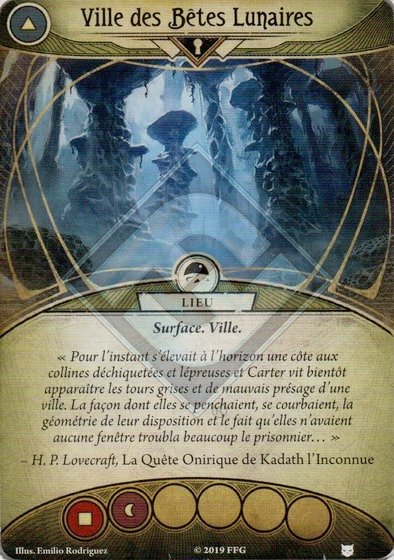 Ville des Bêtes Lunaires
LIEU
Surface. Ville.
« Pour l'instant s'élevait à l'horizon une côte aux
collines déchiquetées et lépreuses et Carter vit bientôt
apparaître les tours grises et de mauvais présage d'une
ville. La façon dont elles se penchaient, se courbaient, la
géométrie de leur disposition et le fait qu'elles n'avaient
aucune fenêtre troubla beaucoup le prisonnier… »
– H. P. Lovecraft, La Quête Onirique de Kadath l'Inconnue
Illus. Emilio Rodriguez
© 2019 FFG